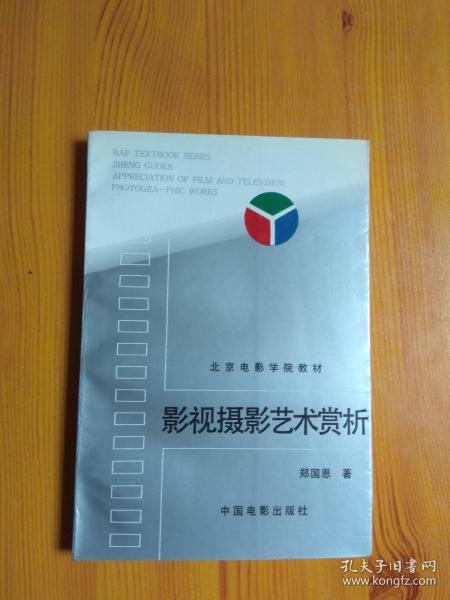 BAF TEXTBOOK SERIES
ZHENG GUOEN
APPRECIATION OF FILM AND TELEVISION
PHOTOGRA-PHIC WORKS
北京电影学院教材
影视摄影艺术赏析
郑国恩 著
中国电影出版社
孔夫子旧书网
www.kongfz.com